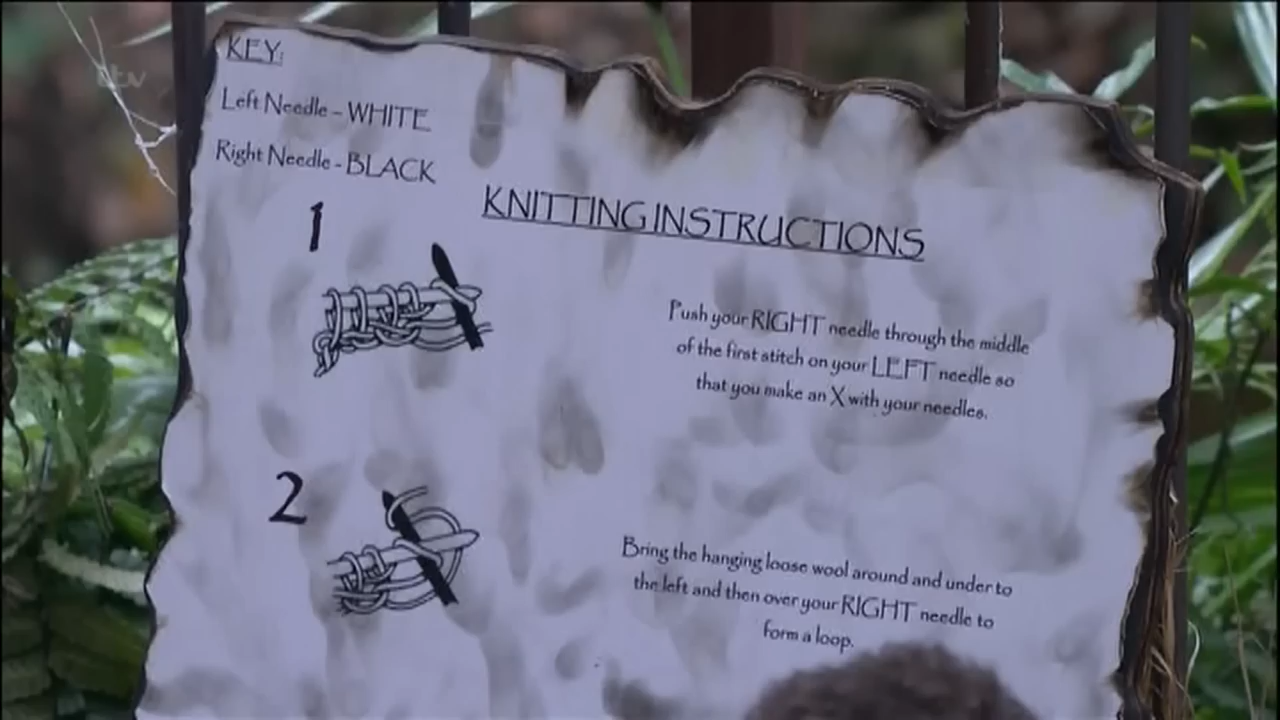 itv
KEY:
Left Needle - WHITE
Right Needle - BLACK
KNITTING INSTRUCTIONS
1
Push your RIGHT needle through the middle
of the first stitch on your LEFT needle so
that you make an X with your needles.
2
Bring the hanging loose wool around and under to
the left and then over your RIGHT needle to
form a loop.